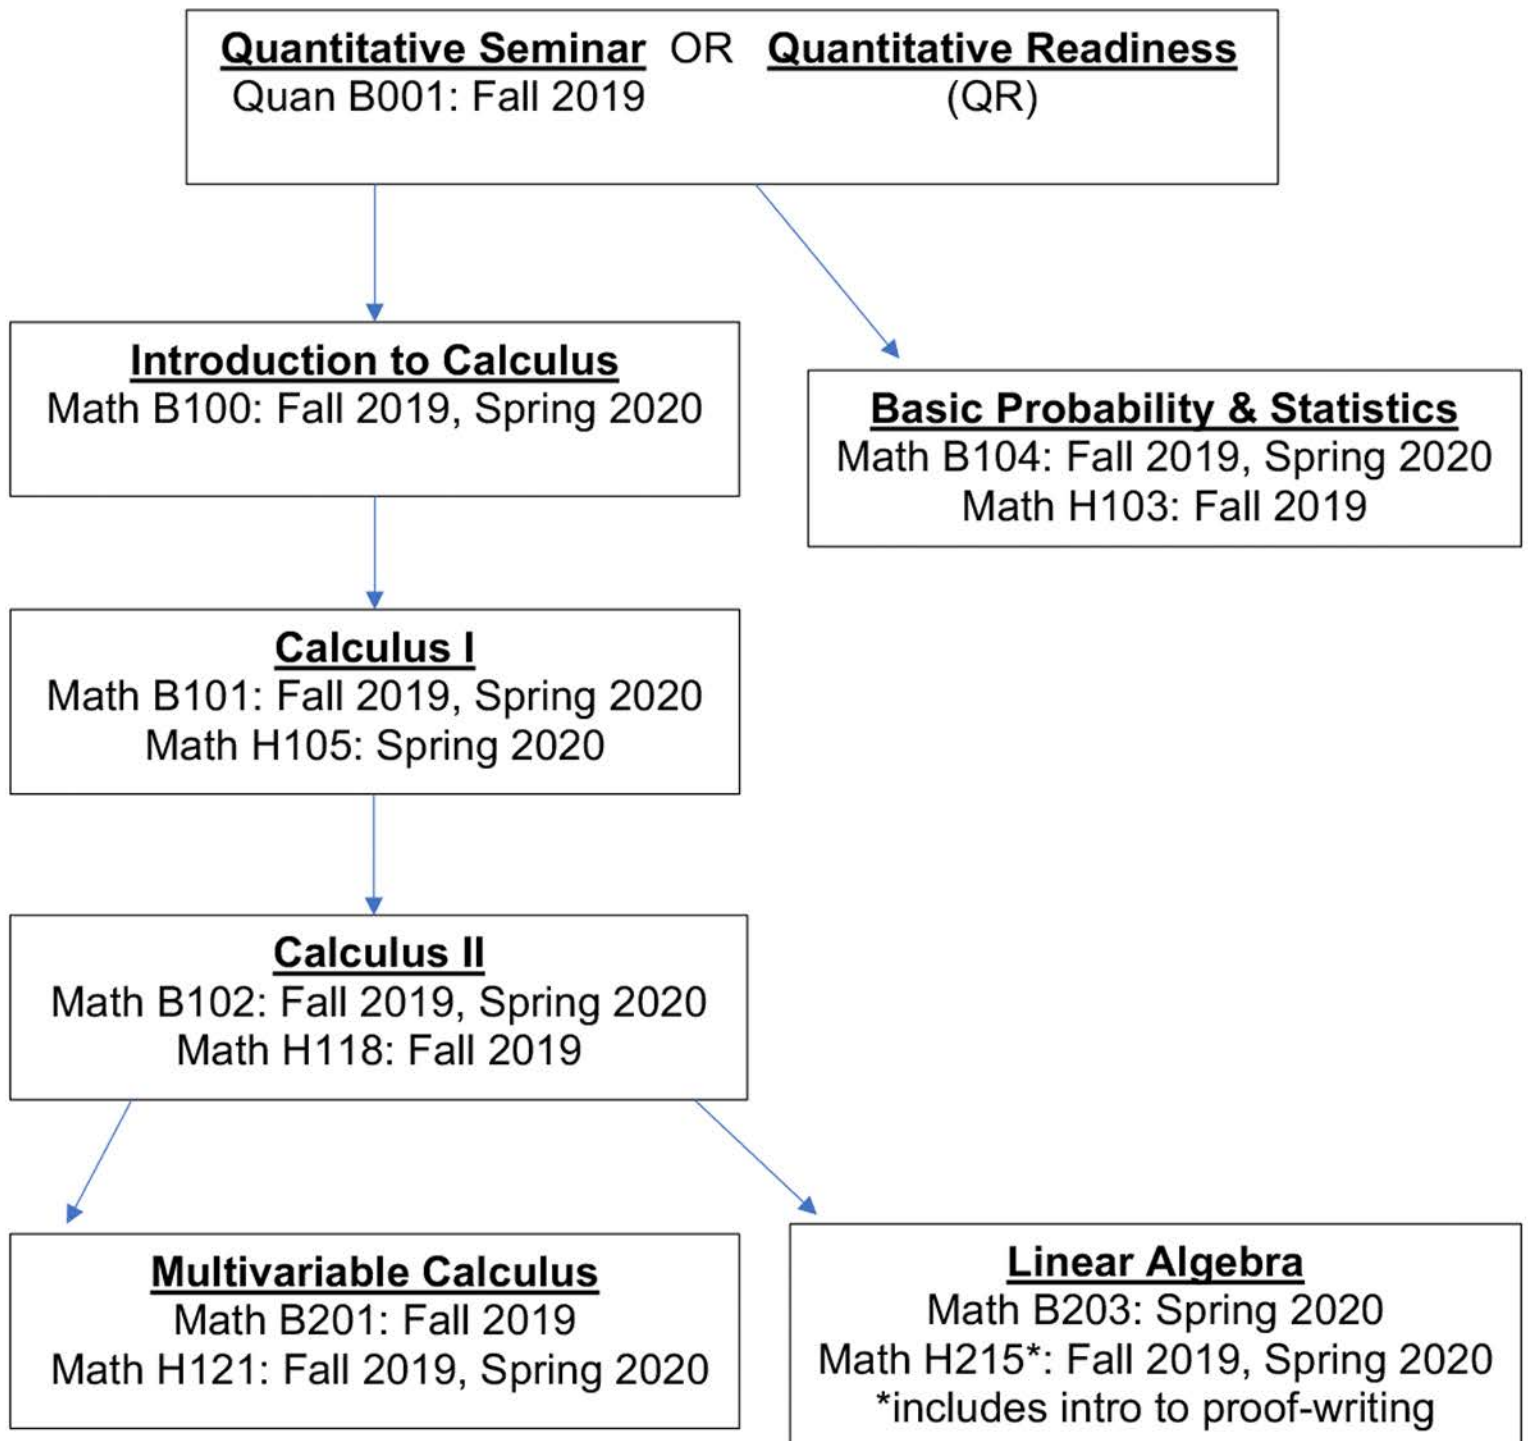 Quantitative Seminar OR Quantitative Readiness
Quan B001: Fall 2019 (QR)
Introduction to Calculus
Math B100: Fall 2019, Spring 2020
Basic Probability & Statistics
Math B104: Fall 2019, Spring 2020
Math H103: Fall 2019
Calculus I
Math B101: Fall 2019, Spring 2020
Math H105: Spring 2020
Calculus II
Math B102: Fall 2019, Spring 2020
Math H118: Fall 2019
Multivariable Calculus
Math B201: Fall 2019
Math H121: Fall 2019, Spring 2020
Linear Algebra
Math B203: Spring 2020
Math H215*: Fall 2019, Spring 2020
*includes intro to proof-writing